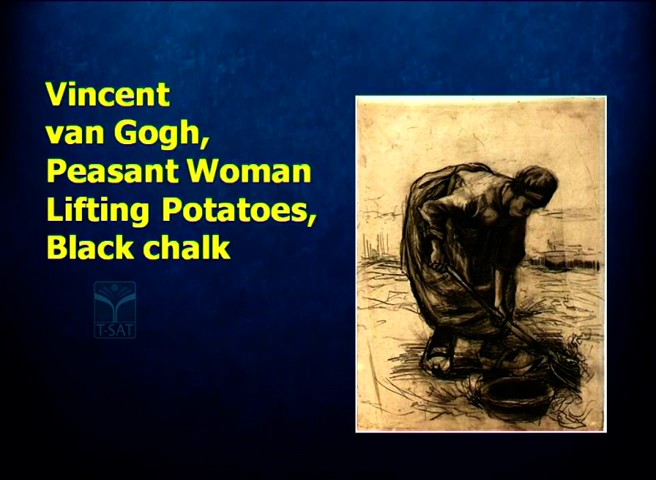 Vincent
van Gogh,
Peasant Woman
Lifting Potatoes,
Black chalk
T-SAT